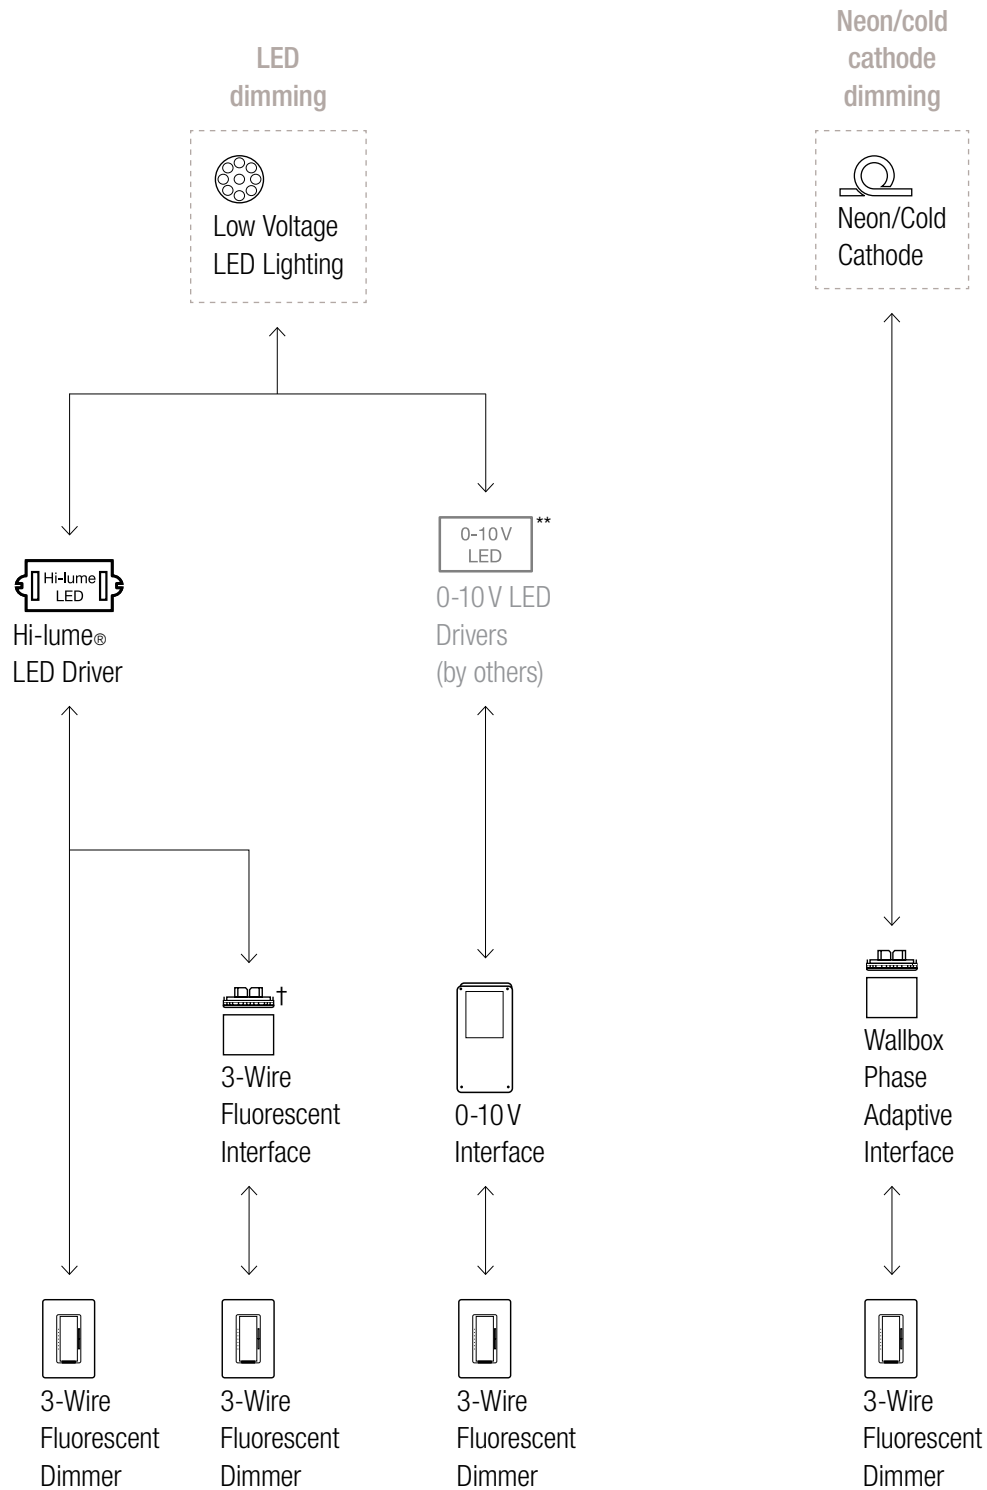 LED
dimming
Low Voltage
LED Lighting
Hi-lume
LED
Hi-lume®
LED Driver
0-10 V
LED
**
0-10 V LED
Drivers
(by others)
†
3-Wire
Fluorescent
Interface
0-10 V
Interface
3-Wire
Fluorescent
Dimmer
3-Wire
Fluorescent
Dimmer
3-Wire
Fluorescent
Dimmer
Neon/cold
cathode
dimming
Neon/Cold
Cathode
Wallbox
Phase
Adaptive
Interface
3-Wire
Fluorescent
Dimmer